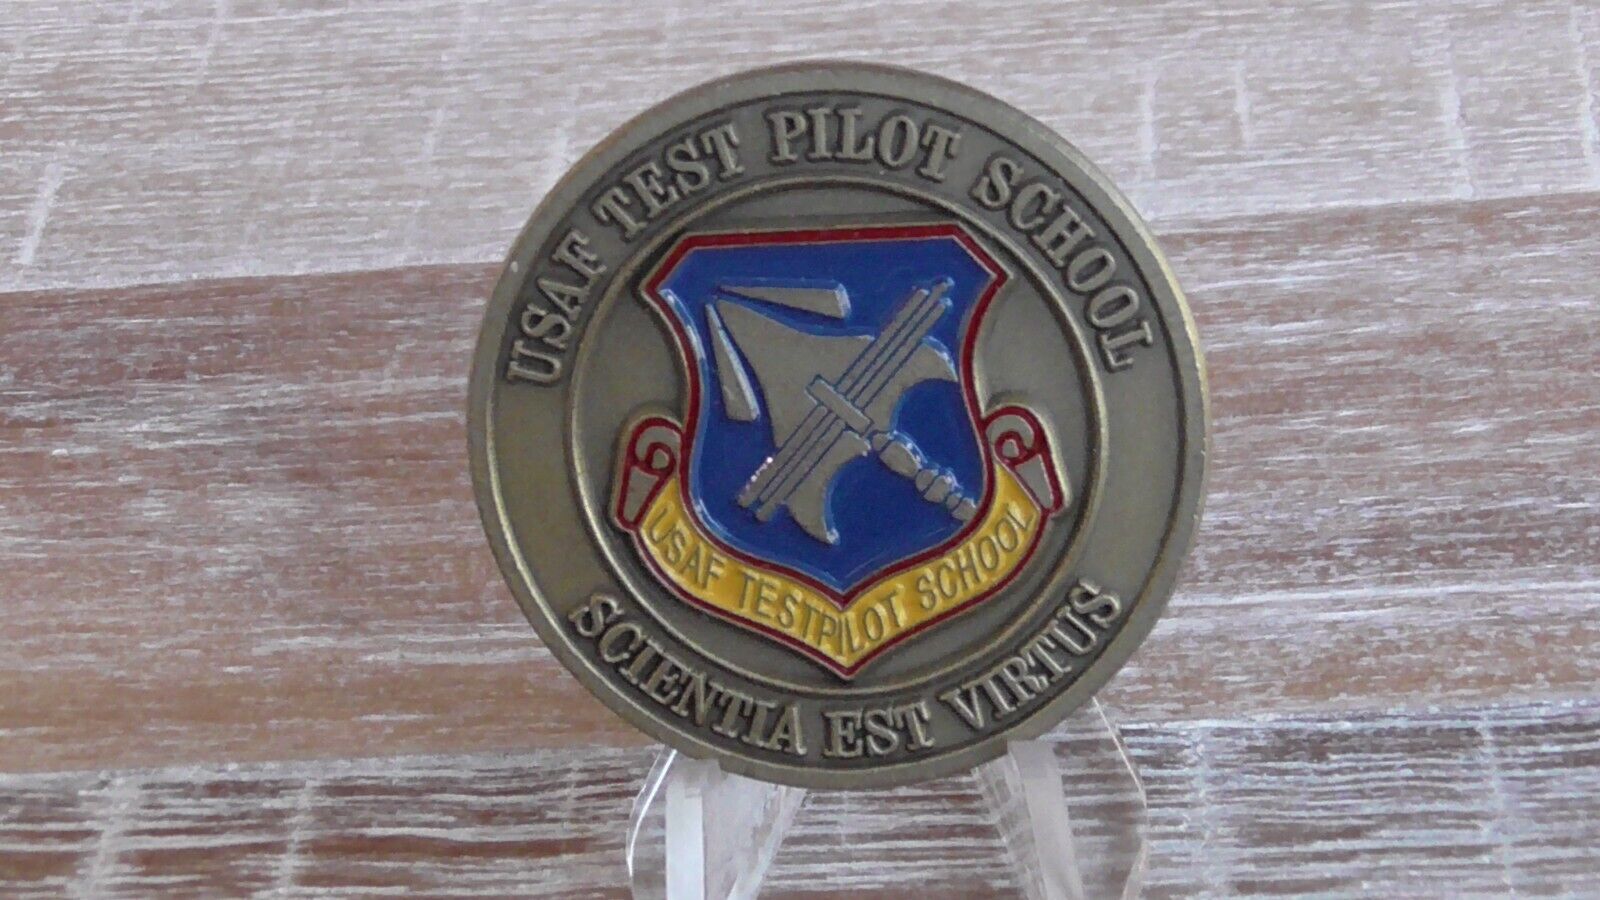 USAF TEST PILOT SCHOOL
USAF TESTPILOT SCHOOL
SCIENTIA EST VIRTUS